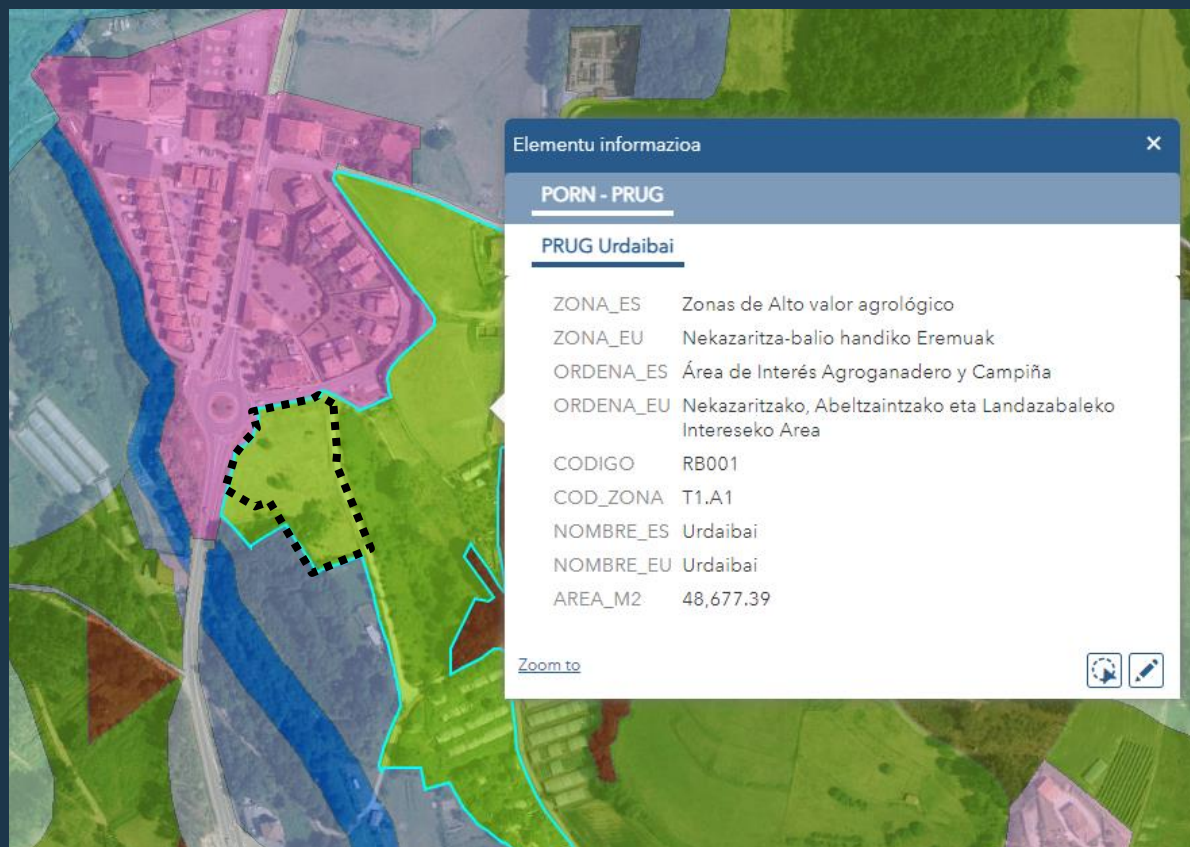 Elementu informazioa ×
PORN - PRUG
PRUG Urdaibai
ZONA_ES Zonas de Alto valor agrológico
ZONA_EU Nekazaritza-balio handiko Eremuak
ORDENA_ES Área de Interés Agroganadero y Campiña
ORDENA_EU Nekazaritzako, Abeltzaintzako eta Landazabaleko
Intereseko Area
CODIGO RB001
COD_ZONA T1.A1
NOMBRE_ES Urdaibai
NOMBRE_EU Urdaibai
AREA_M2 48,677.39
Zoom to